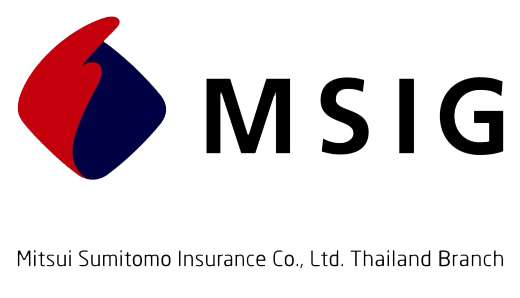 MSIG
Mitsui Sumitomo Insurance Co., Ltd. Thailand Branch